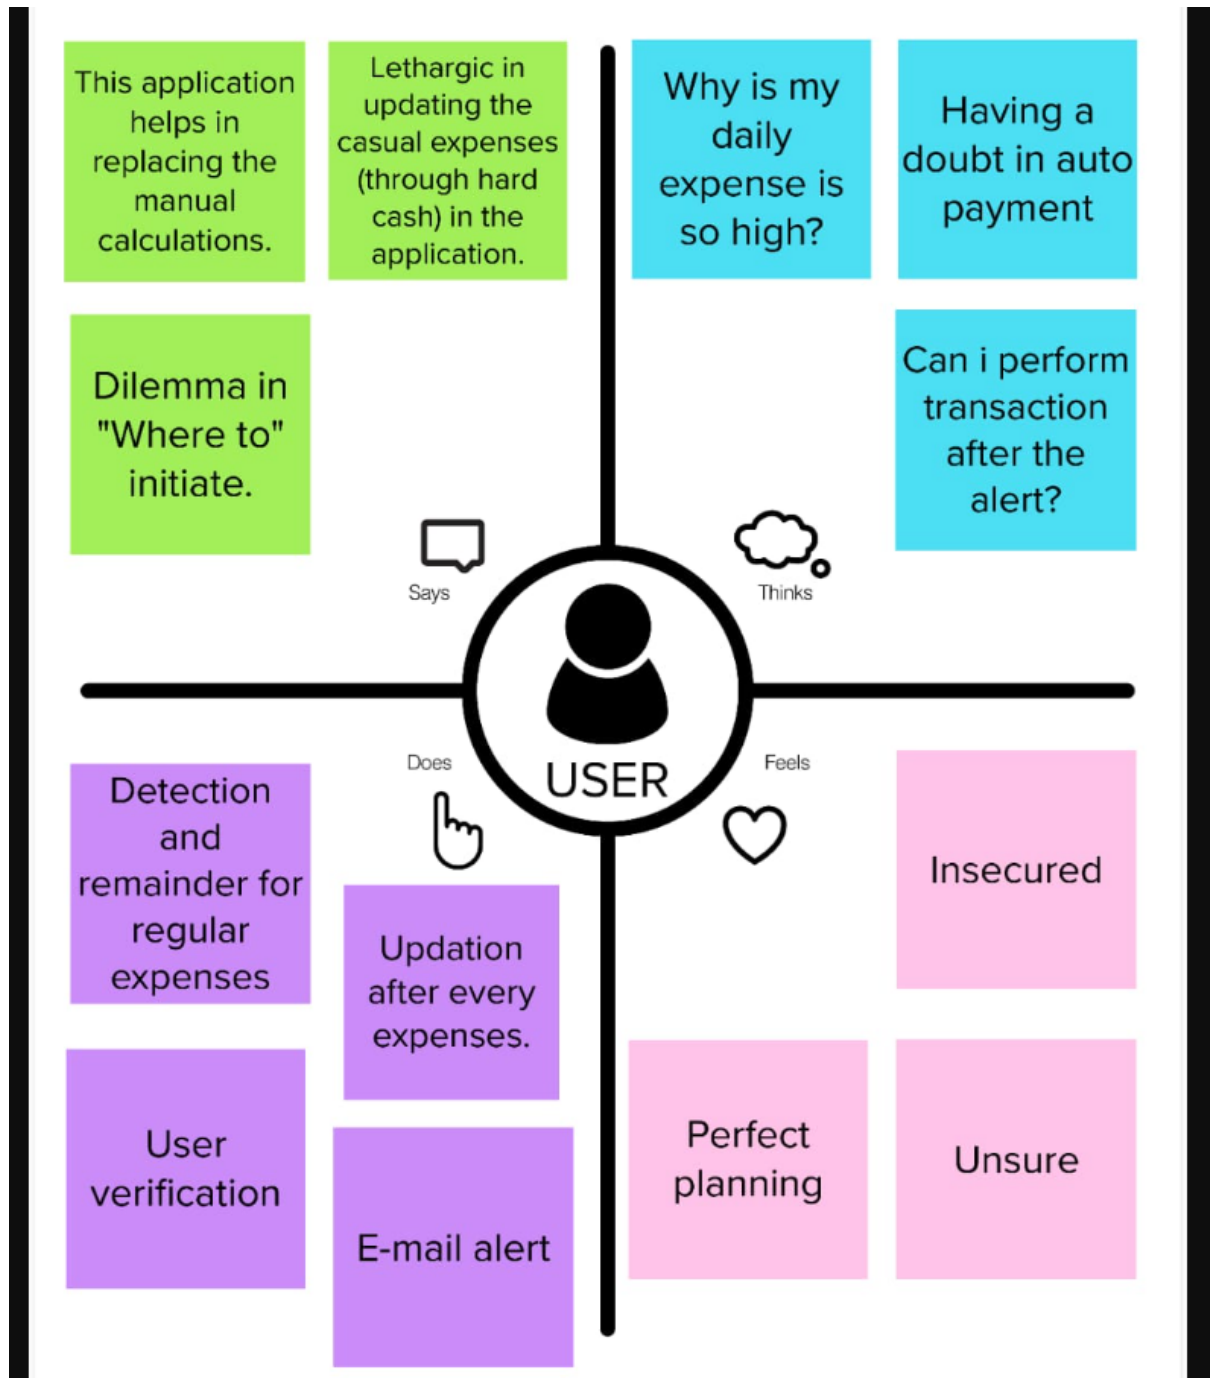 This application
helps in
replacing the
manual
calculations.
Lethargic in
updating the
casual expenses
(through hard
cash) in the
application.
Dilemma in
"Where to"
initiate.
Says
Why is my
daily
expense is
so high?
Having a
doubt in auto
payment
Can i perform
transaction
after the
alert?
Thinks
USER
Does
Detection
and
remainder for
regular
expenses
Updation
after every
expenses.
User
verification
E-mail alert
Feels
Insecured
Perfect
planning
Unsure